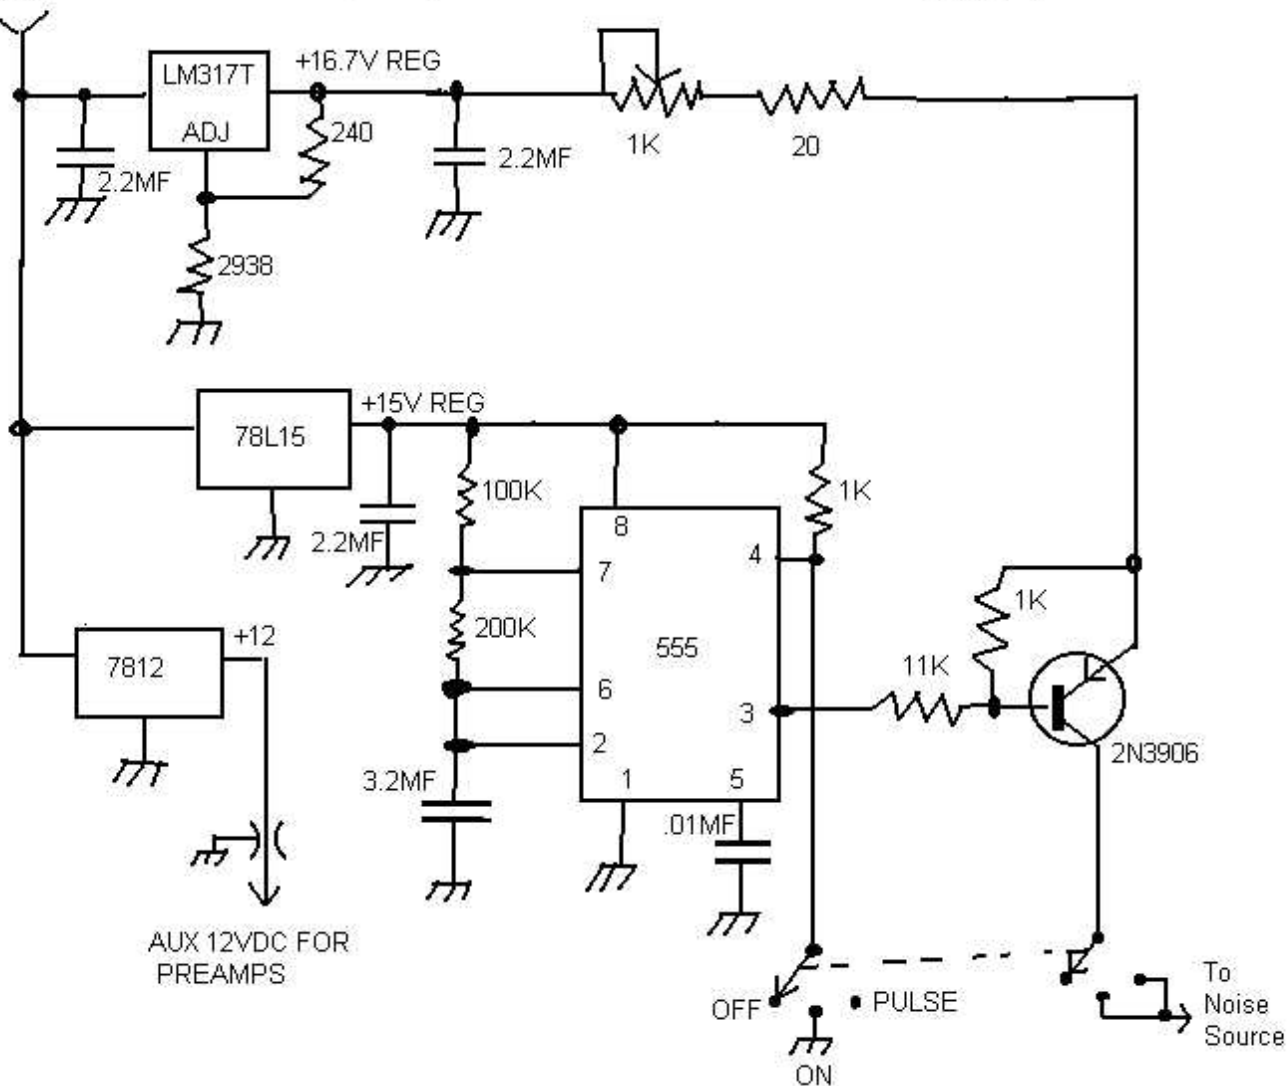 LM317T
ADJ
+16.7V REG
240
2.2MF
2.2MF
1K
20
2938
78L15
+15V REG
2.2MF
100K
200K
1K
8
4
7
555
6
3
2
1
5
3.2MF
.01MF
7812
+12
11K
1K
2N3906
AUX 12VDC FOR
PREAMPS
OFF
PULSE
ON
To
Noise
Source